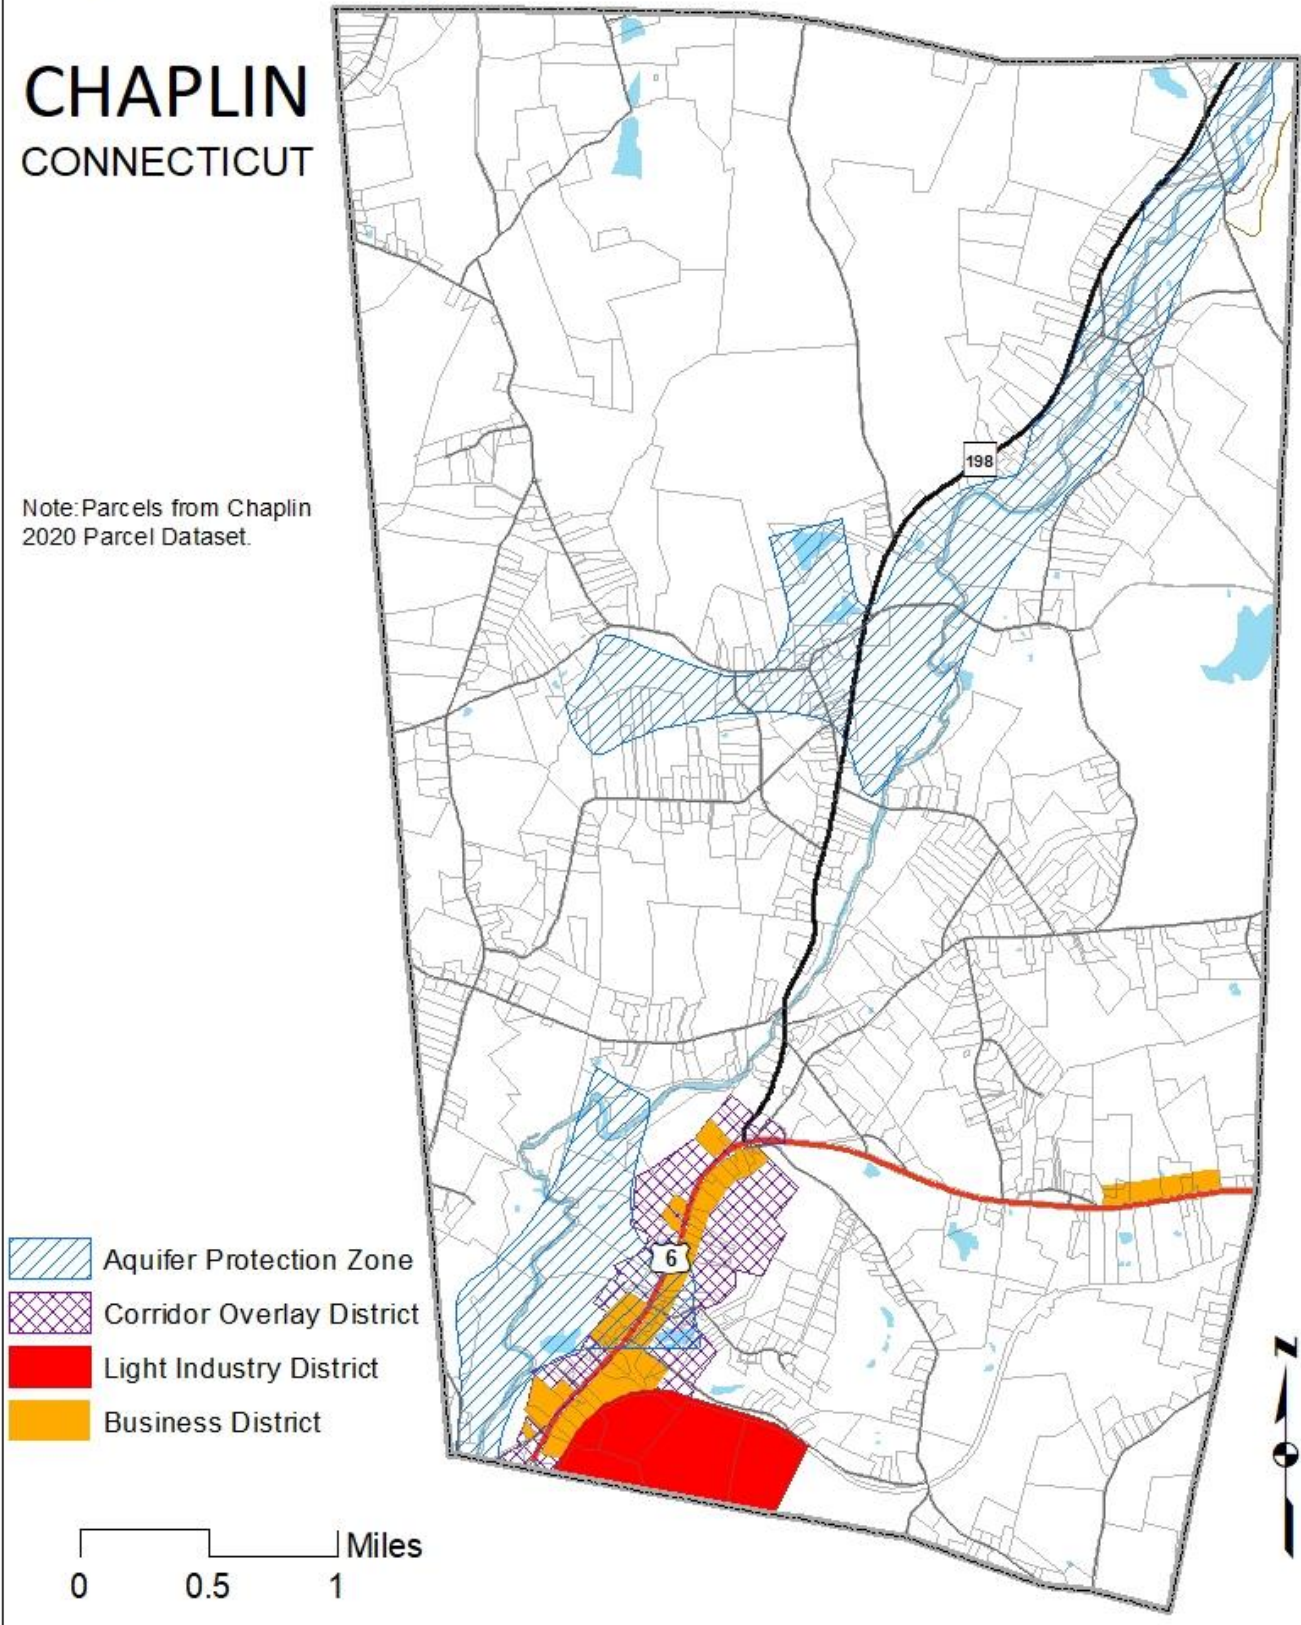 CHAPLIN
CONNECTICUT
Note:Parcels from Chaplin
2020 Parcel Dataset.
198
6
Aquifer Protection Zone
Corridor Overlay District
Light Industry District
Business District
Miles
0 0.5 1
N